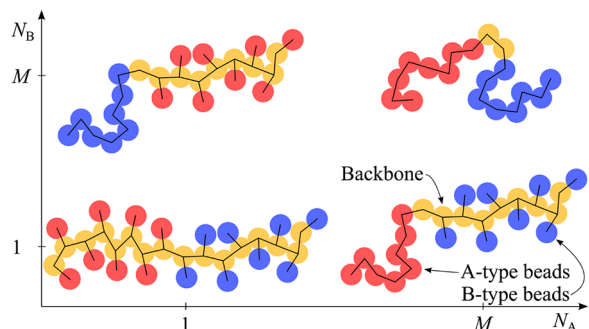 N_B
M
Backbone
1
A-type beads
B-type beads
1
M
N_A